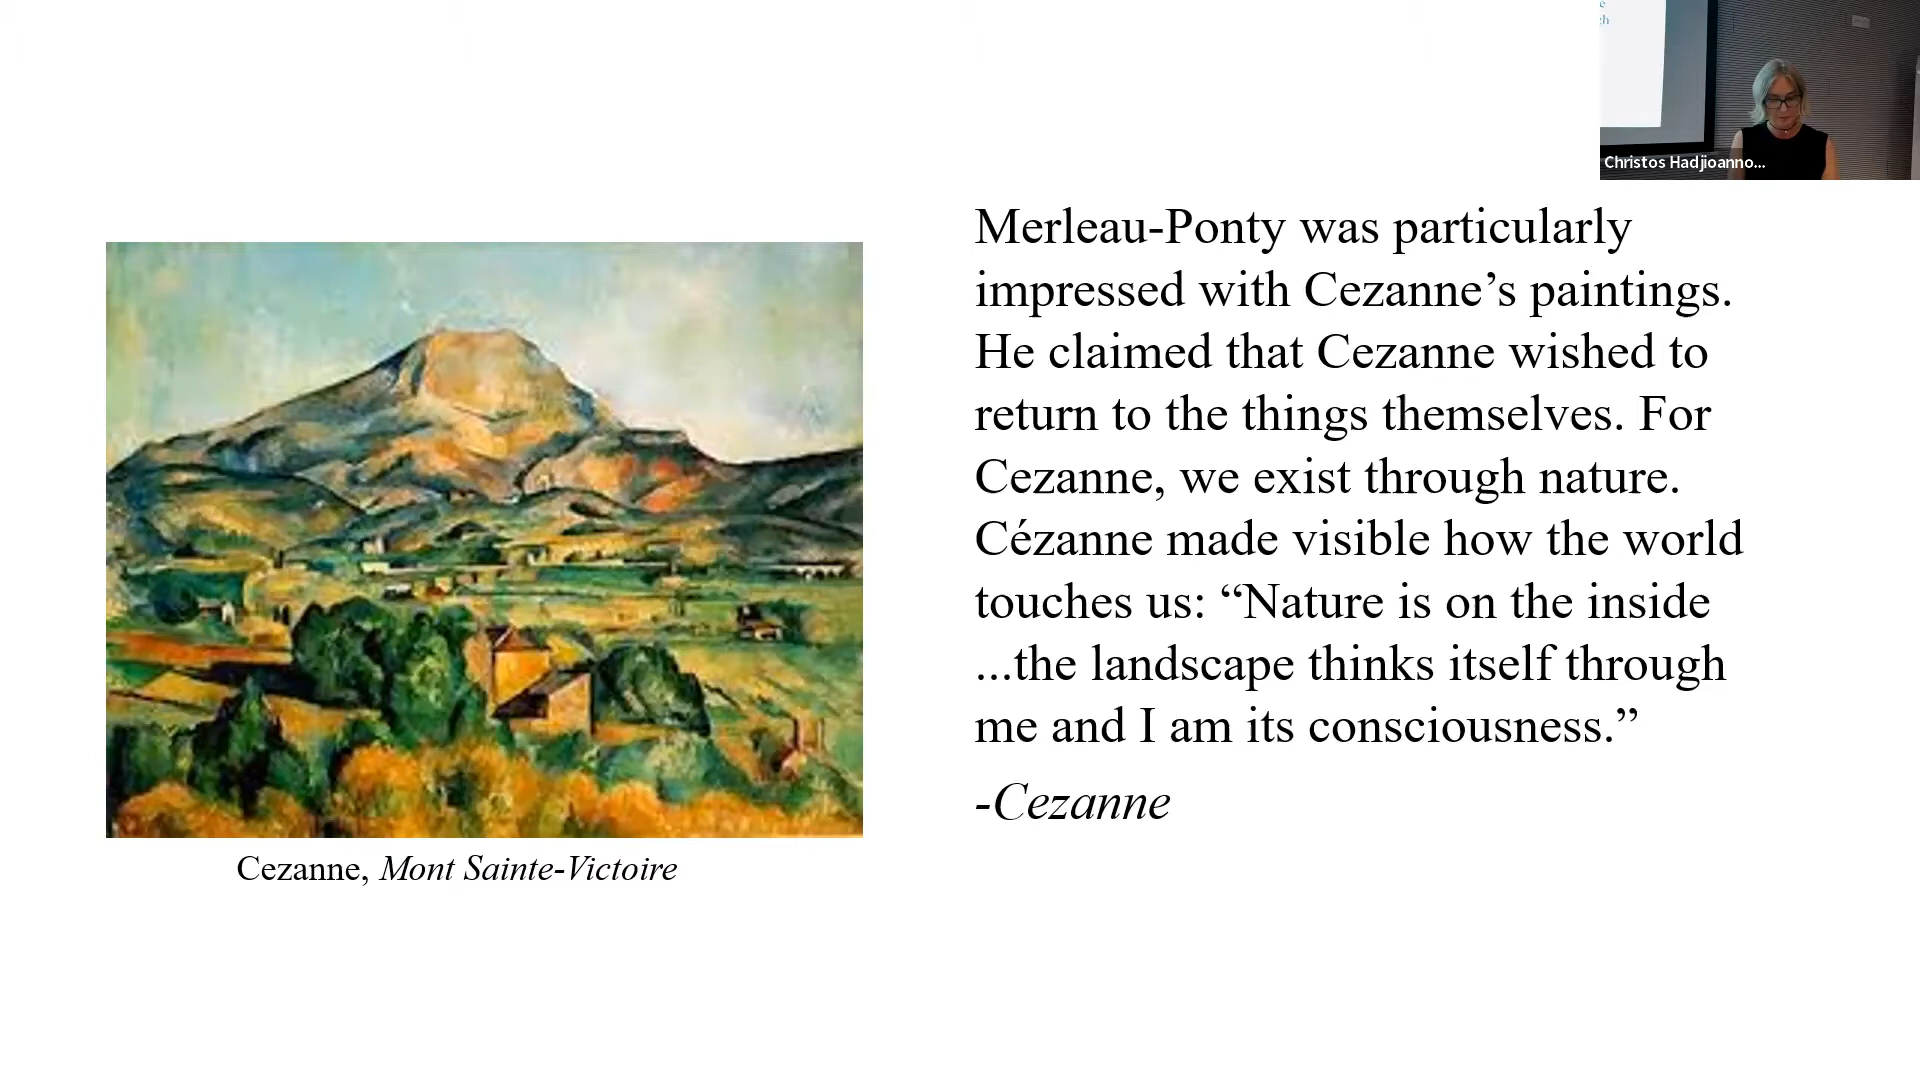 Christos Hadjioanno...
Merleau-Ponty was particularly
impressed with Cezanne’s paintings.
He claimed that Cezanne wished to
return to the things themselves. For
Cezanne, we exist through nature.
Cézanne made visible how the world
touches us: “Nature is on the inside
...the landscape thinks itself through
me and I am its consciousness.”
-Cezanne
Cezanne, Mont Sainte-Victoire